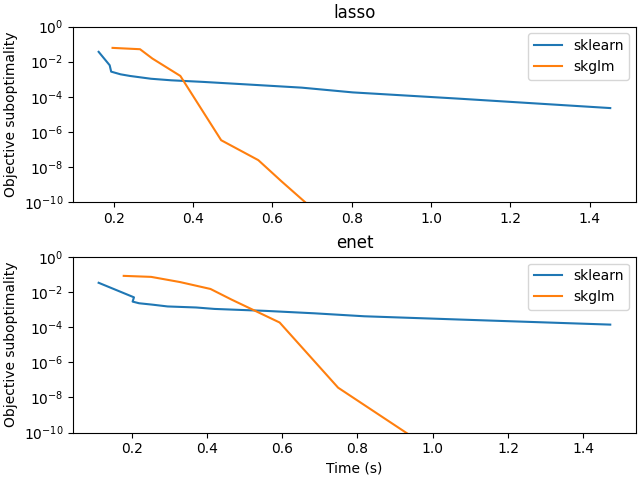 lasso
Objective suboptimality
10⁰
10⁻²
10⁻⁴
10⁻⁶
10⁻⁸
10⁻¹⁰
sklearn
skglm
0.2 0.4 0.6 0.8 1.0 1.2 1.4
enet
Objective suboptimality
10⁰
10⁻²
10⁻⁴
10⁻⁶
10⁻⁸
10⁻¹⁰
sklearn
skglm
0.2 0.4 0.6 0.8 1.0 1.2 1.4
Time (s)